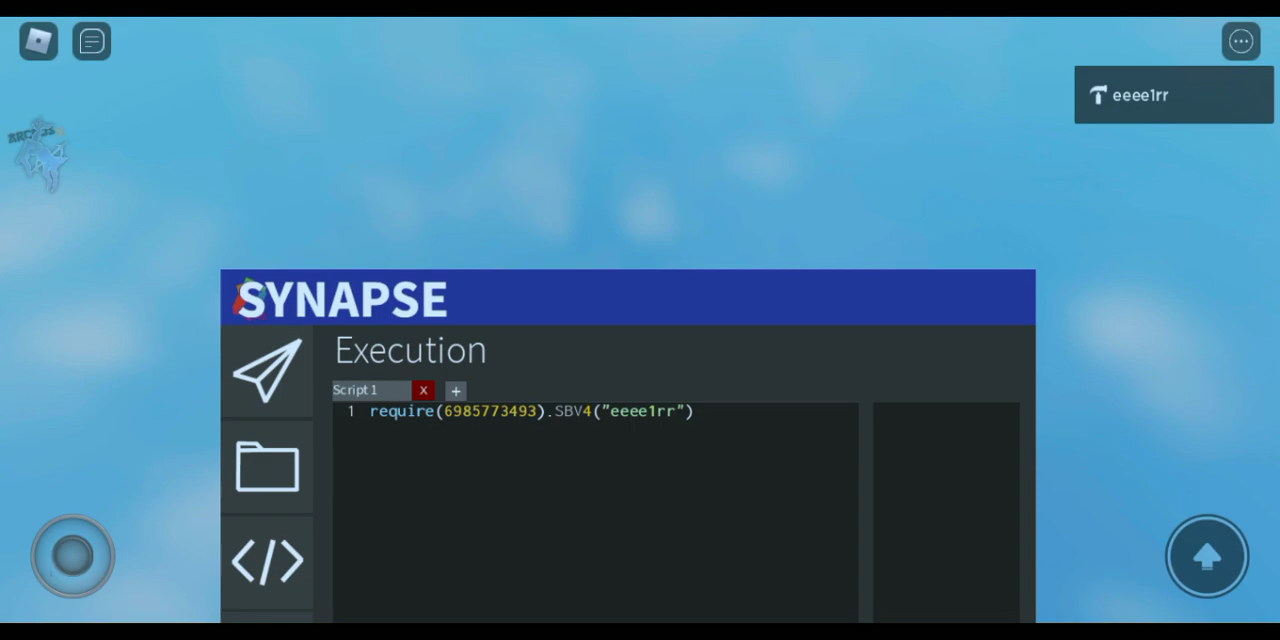 eeee1rr
SYNAPSE
Execution
Script 1 X +
1 require(6985773493).SBV4("eeee1rr")